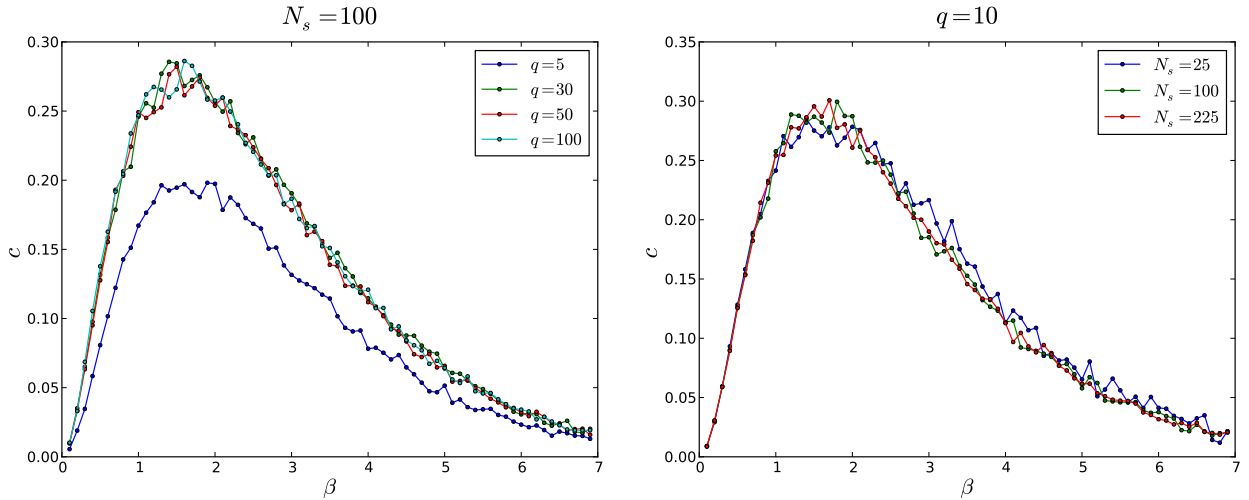 N_s = 100
0.30
0.25
0.20
0.15
0.10
0.05
0.00
c
0 1 2 3 4 5 6 7
β
q = 5
q = 30
q = 50
q = 100
q = 10
0.35
0.30
0.25
0.20
0.15
0.10
0.05
0.00
c
0 1 2 3 4 5 6 7
β
N_s = 25
N_s = 100
N_s = 225